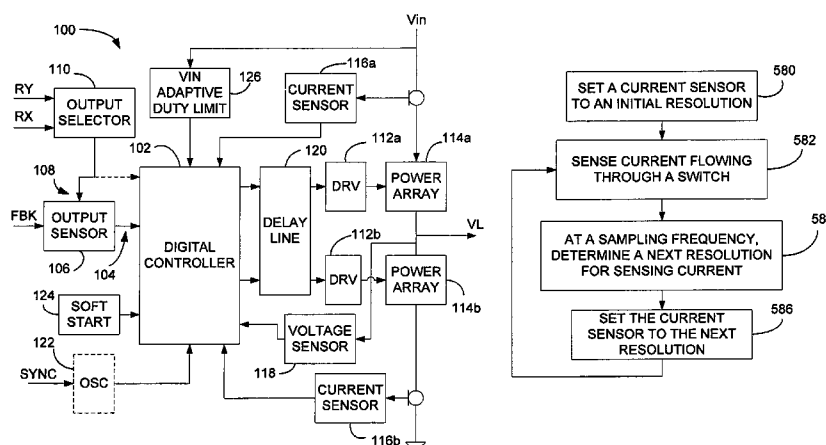 100
Vin
110
116a
RY
RX
OUTPUT
SELECTOR
VIN
ADAPTIVE
DUTY LIMIT
126
CURRENT
SENSOR
102
120
112a
114a
108
FBK
OUTPUT
SENSOR
106
104
DIGITAL
CONTROLLER
DELAY
LINE
DRV
POWER
ARRAY
VL
112b
DRV
POWER
ARRAY
114b
124
SOFT
START
VOLTAGE
SENSOR
118
122
SYNC
OSC
CURRENT
SENSOR
116b
580
SET A CURRENT SENSOR
TO AN INITIAL RESOLUTION
582
SENSE CURRENT FLOWING
THROUGH A SWITCH
58
AT A SAMPLING FREQUENCY,
DETERMINE A NEXT RESOLUTION
FOR SENSING CURRENT
586
SET THE CURRENT
SENSOR TO THE NEXT
RESOLUTION